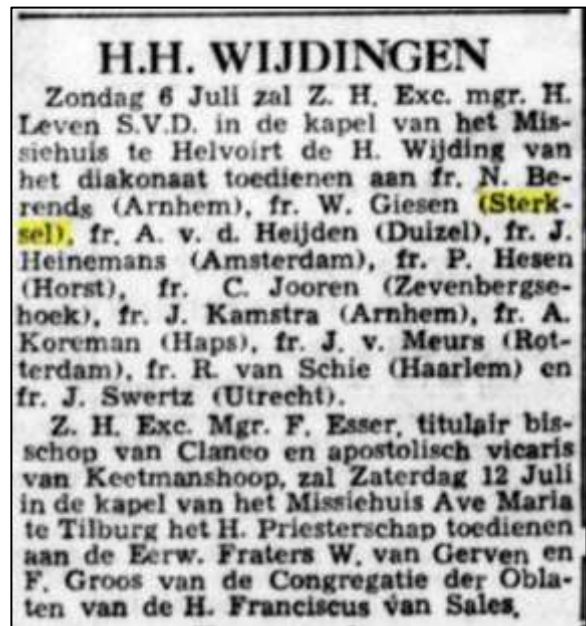 H.H. WIJDINGEN
Zondag 6 Juli zal Z. H. Exc. mgr. H.
Leven S.V.D. in de kapel van het Mis-
siehuis te Helvoirt de H. Wijding van
het diakonaat toedienen aan fr. N. Be-
rends (Arnhem), fr. W. Giesen (Sterk-
sel), fr. A. v. d. Heijden (Duizel), fr. J.
Heinemans (Amsterdam), fr. P. Hesen
(Horst), fr. C. Jooren (Zevenbergse-
hoek), fr. J. Kamstra (Arnhem), fr. A.
Koreman (Haps), fr. J. v. Meurs (Rot-
terdam), fr. R. van Schie (Haarlem) en
fr. J. Swertz (Utrecht).
Z. H. Exc. Mgr. F. Esser, titulair bis-
schop van Claneo en apostolisch vicaris
van Keetmanshoop, zal Zaterdag 12 Juli
in de kapel van het Missiehuis Ave Maria
te Tilburg het H. Priesterschap toedienen
aan de Eerw. Fraters W. van Gerven en
F. Groos van de Congregatie der Obla-
ten van de H. Franciscus van Sales.